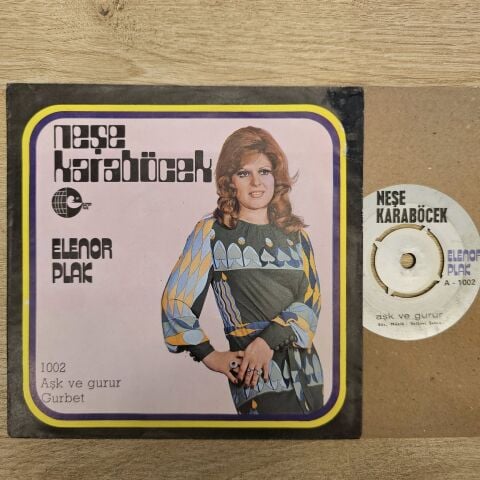 neşe
karaböcek
ELENOR
PLAK
1002
Aşk ve gurur
Gurbet
NEŞE
KARABÖCEK
ELENOR
PLAK
A - 1002
aşk ve gurur